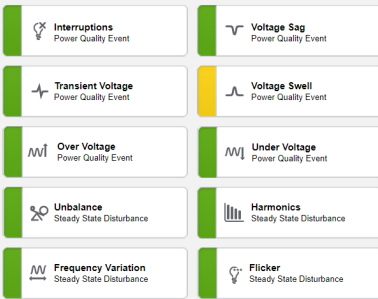 Interruptions
Power Quality Event
Voltage Sag
Power Quality Event
Transient Voltage
Power Quality Event
Voltage Swell
Power Quality Event
Over Voltage
Power Quality Event
Under Voltage
Power Quality Event
Unbalance
Steady State Disturbance
Harmonics
Steady State Disturbance
Frequency Variation
Steady State Disturbance
Flicker
Steady State Disturbance